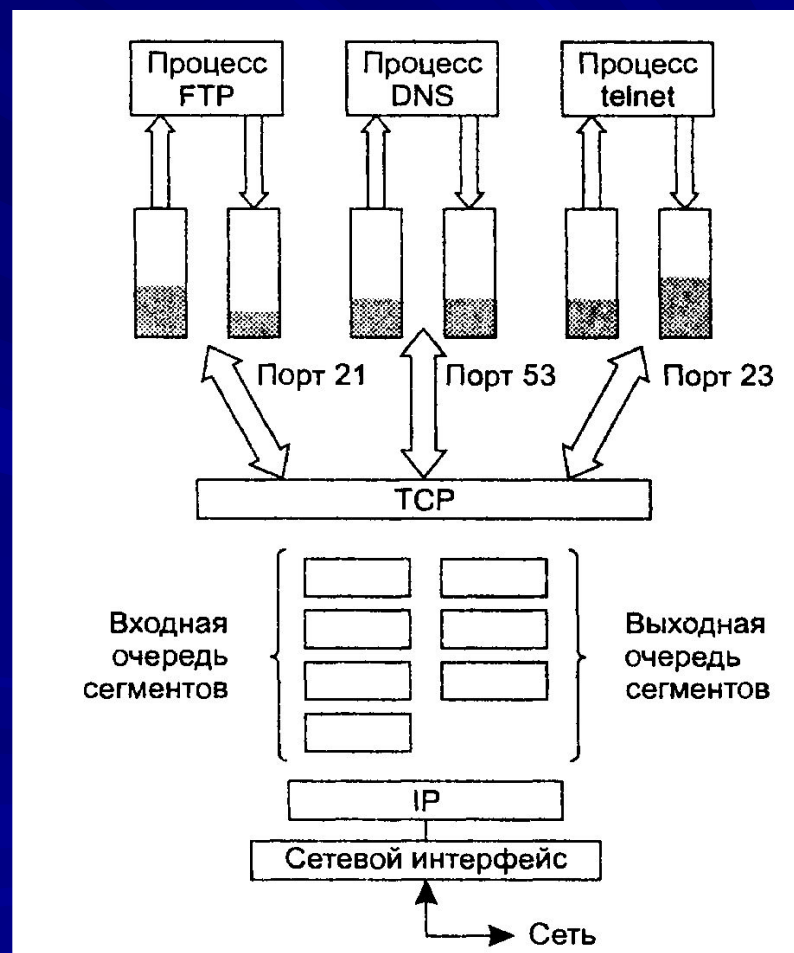 Процесс
FTP
Процесс
DNS
Процесс
telnet
Порт 21
Порт 53
Порт 23
TCP
Входная
очередь
сегментов
Выходная
очередь
сегментов
IP
Сетевой интерфейс
Сеть